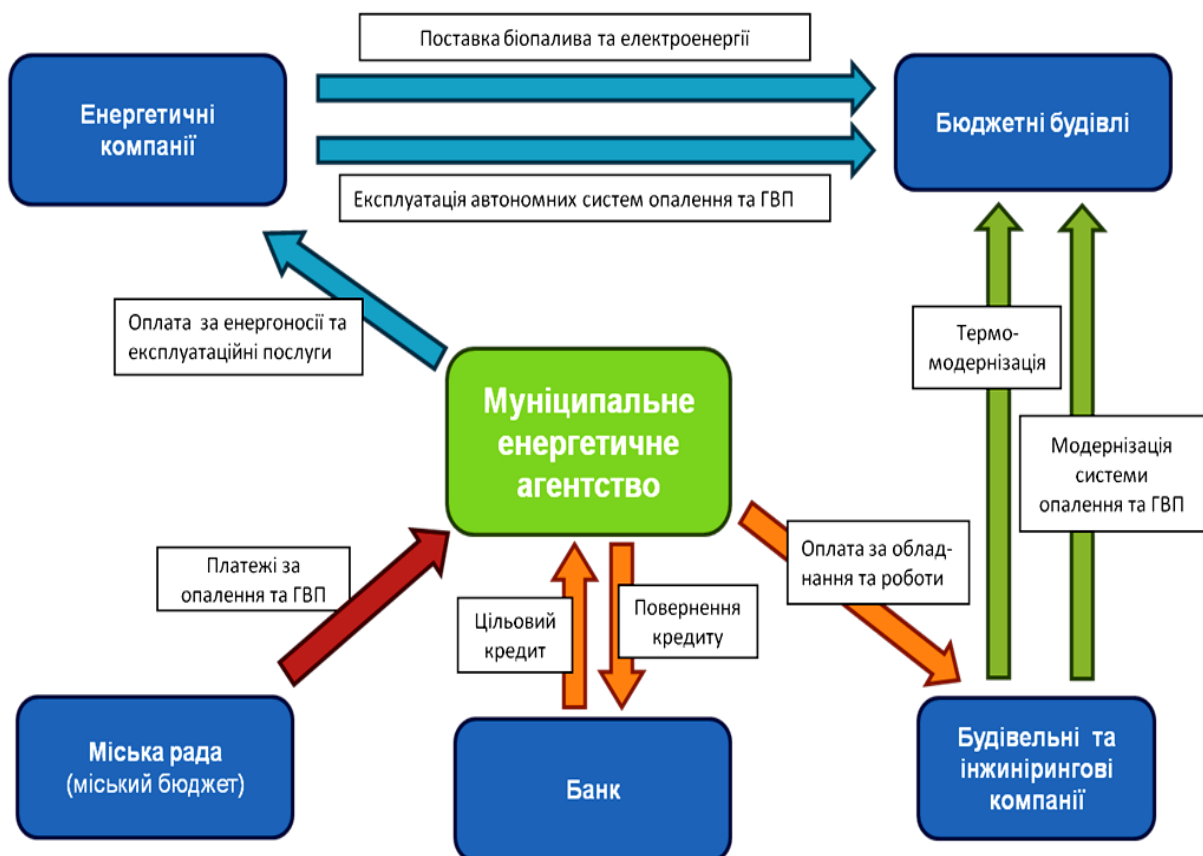 Поставка біопалива та електроенергії
Енергетичні
компанії
Бюджетні будівлі
Експлуатація автономних систем опалення та ГВП
Оплата за енергоносії та
експлуатаційні послуги
Термо-
модернізація
Муніципальне
енергетичне
агентство
Модернізація
системи
опалення та ГВП
Платежі за
опалення та ГВП
Цільовий
кредит
Повернення
кредиту
Оплата за облад-
нання та роботи
Міська рада
(міський бюджет)
Банк
Будівельні та
інжинірингові
компанії